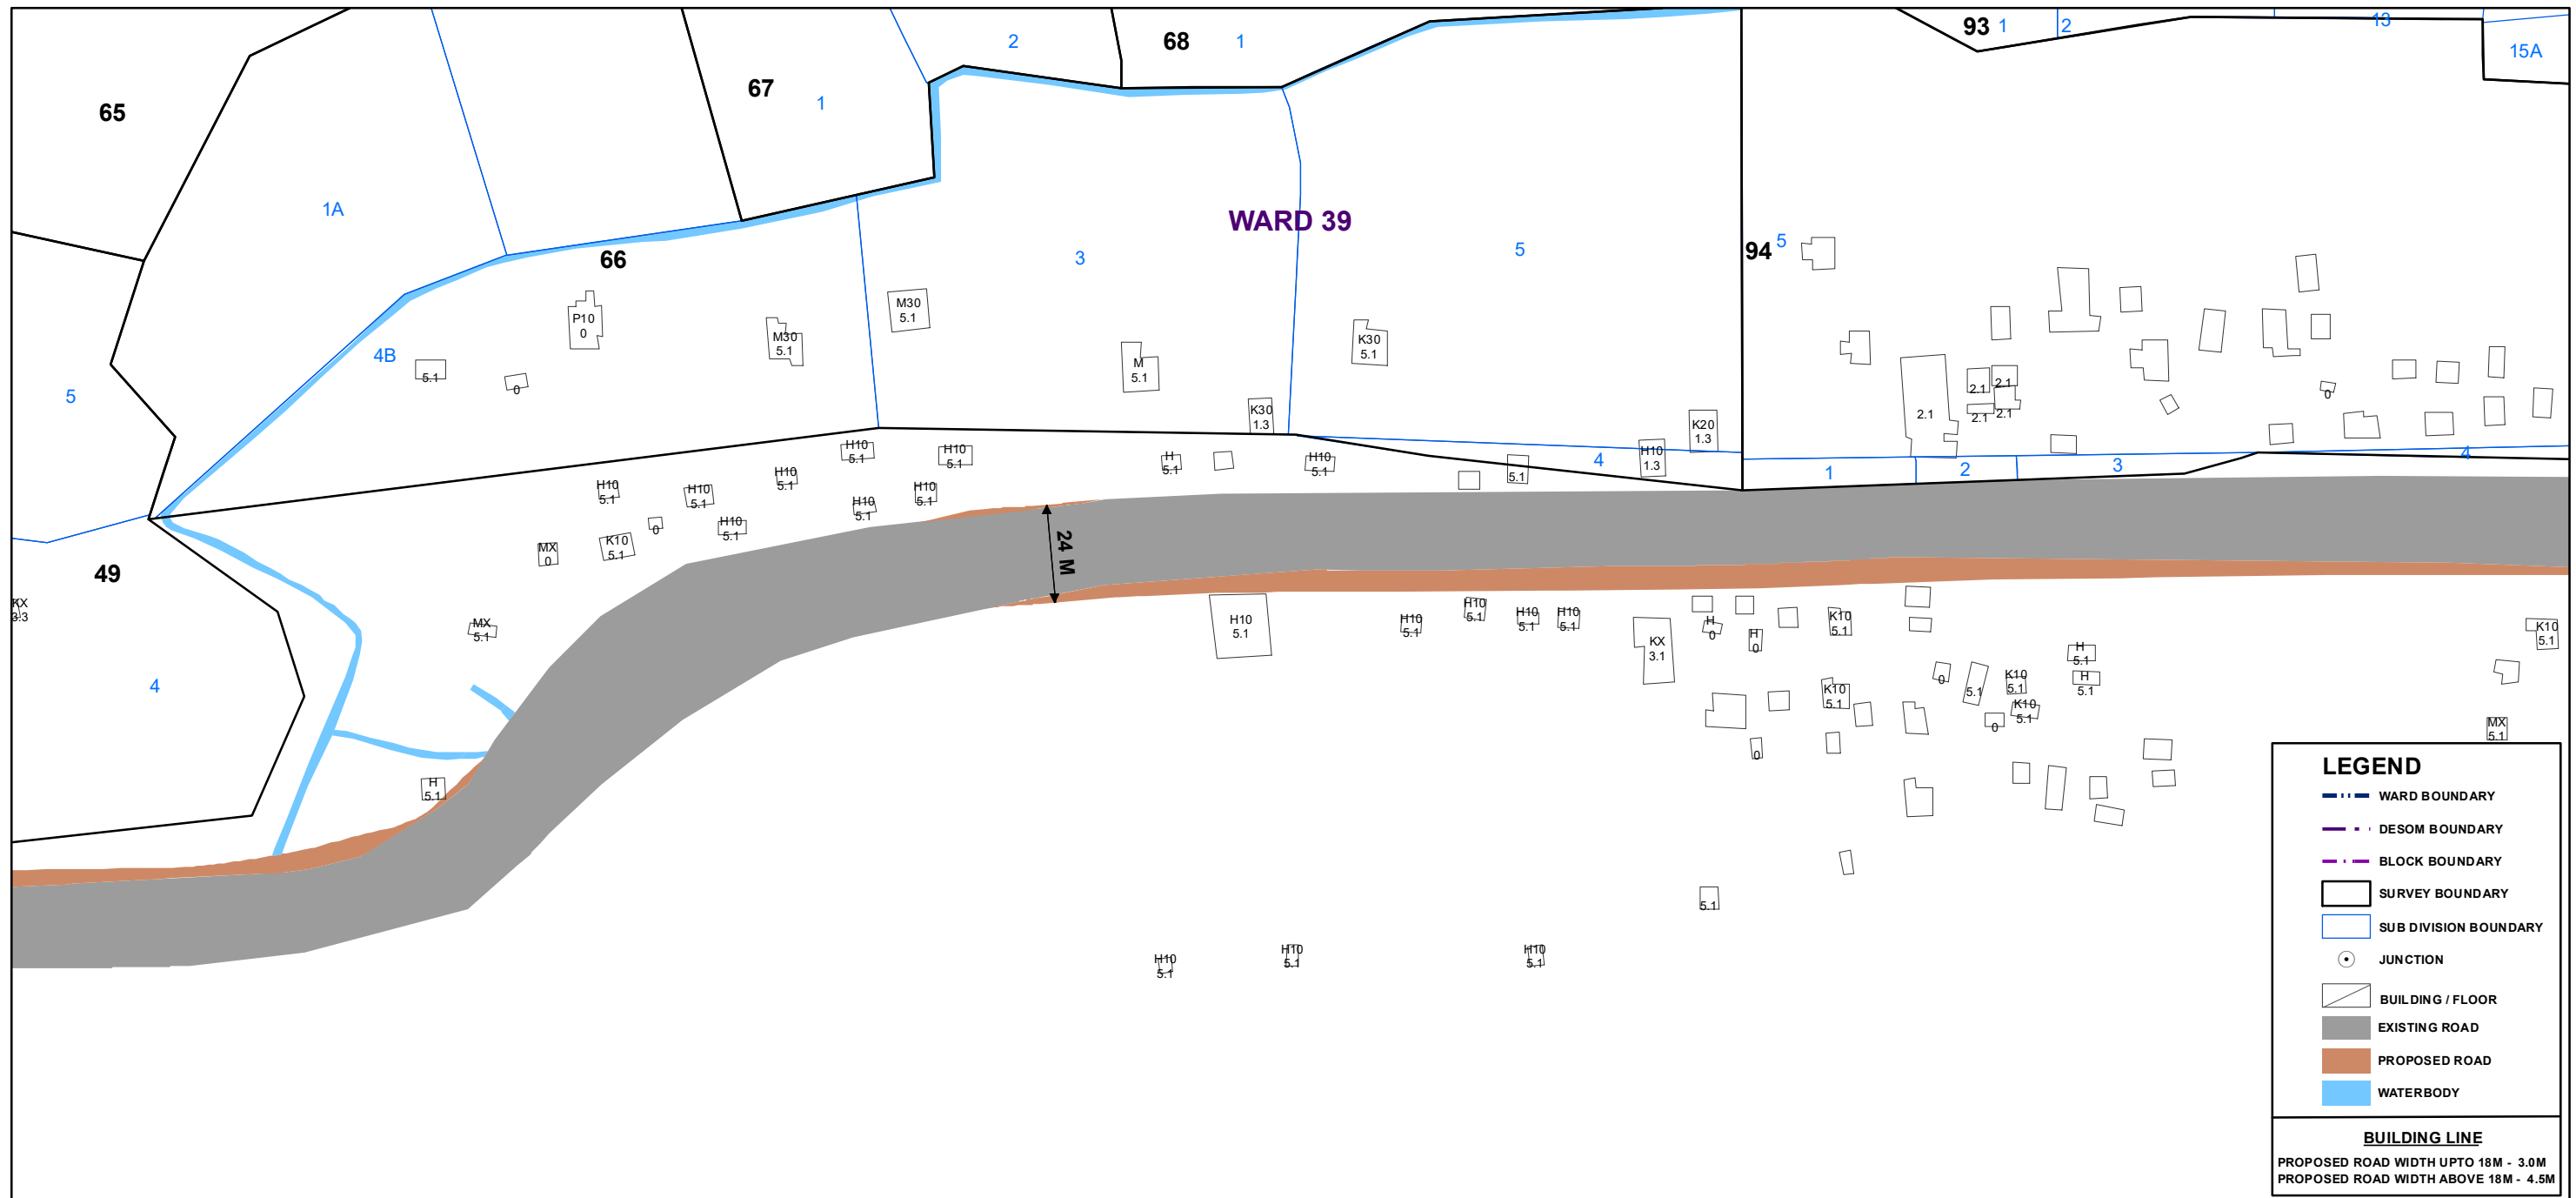 93 1 2
13
15A
2
68 1
67 1
65
1A
WARD 39
66
3
5
94 5
P10
0
M30
5.1
M30
5.1
M
5.1
K30
5.1
4B
5.1
0
5
K30
1.3
K20
1.3
2.1
2.1
2.1
2.1
2.1
0
H10
5.1
H10
5.1
H
5.1
H10
5.1
5.1
4
H10
1.3
1
2
3
4
H10
5.1
H10
5.1
H10
5.1
H10
5.1
H10
5.1
0
H10
5.1
MX
0
K10
5.1
24 M
49
KX
3.3
4
MX
5.1
H
5.1
H10
5.1
H10
5.1
H10
5.1
H10
5.1
H10
5.1
KX
3.1
H
0
H
0
K10
5.1
K10
5.1
0
0
5.1
K10
5.1
K10
5.1
0
H
5.1
H
5.1
K10
5.1
MX
5.1
5.1
H10
5.1
H10
5.1
H10
5.1
LEGEND
WARD BOUNDARY
DESOM BOUNDARY
BLOCK BOUNDARY
SURVEY BOUNDARY
SUB DIVISION BOUNDARY
JUNCTION
BUILDING / FLOOR
EXISTING ROAD
PROPOSED ROAD
WATERBODY
BUILDING LINE
PROPOSED ROAD WIDTH UPTO 18M - 3.0M
PROPOSED ROAD WIDTH ABOVE 18M - 4.5M